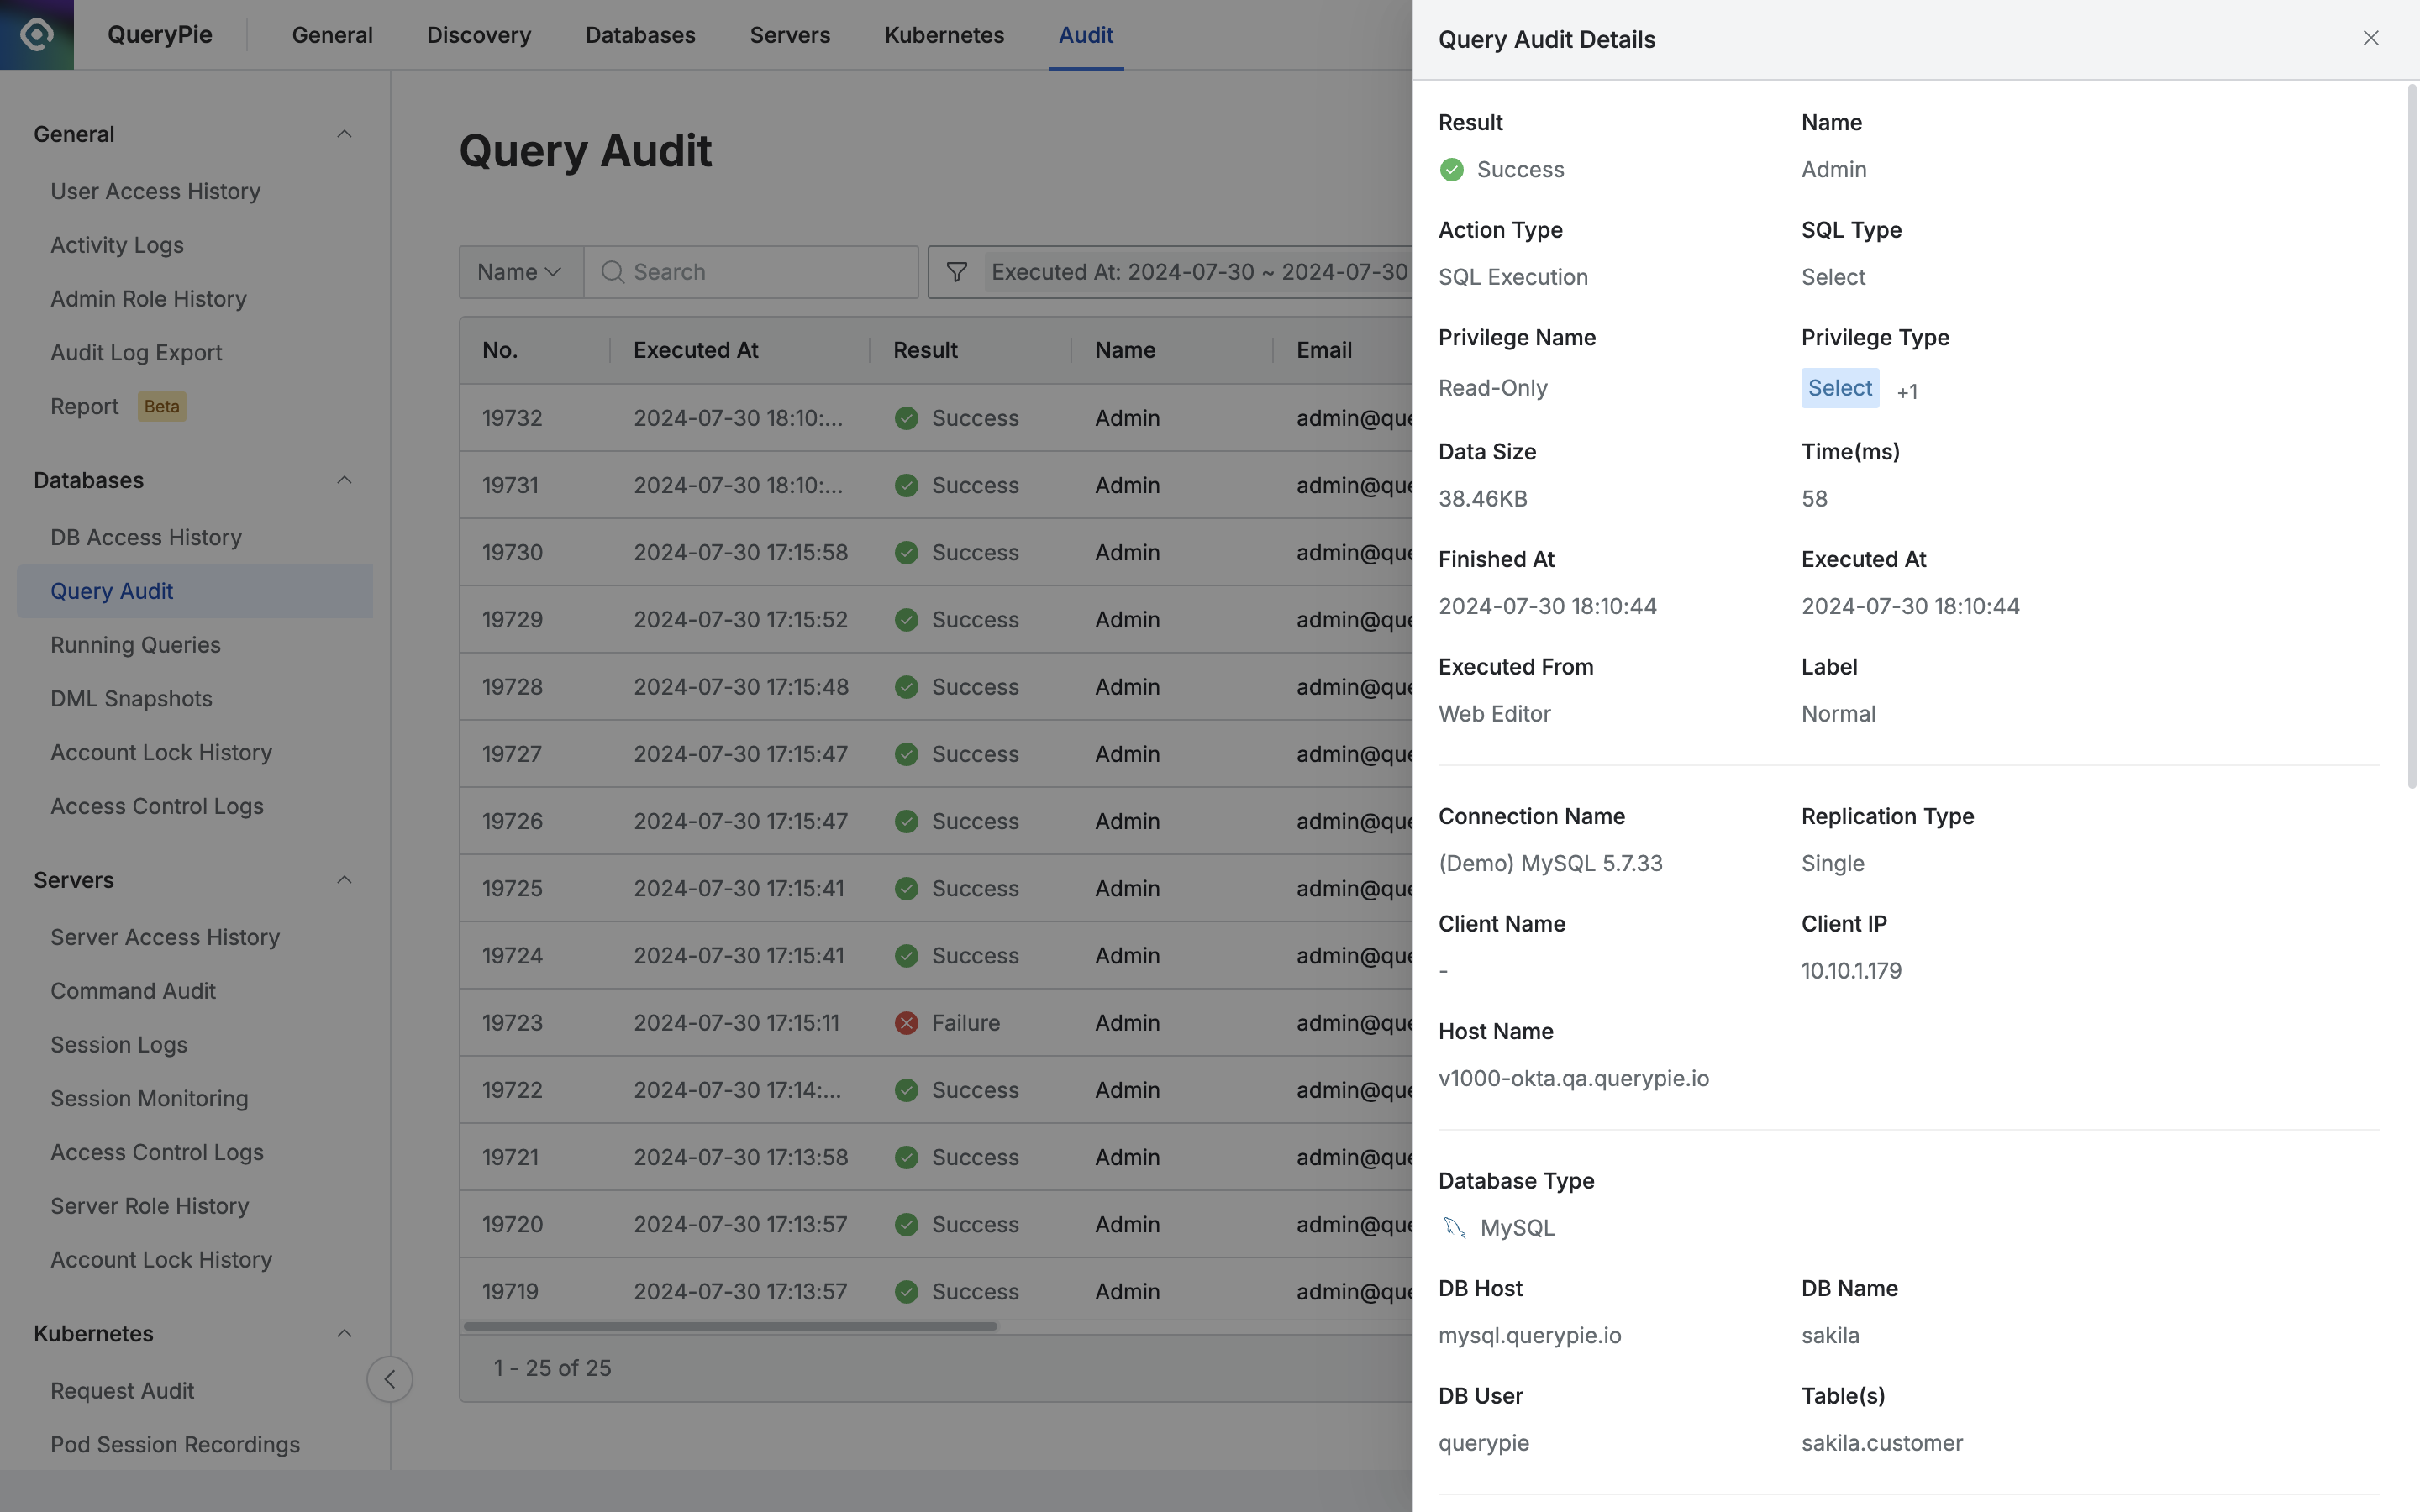 QueryPie
General
Discovery
Databases
Servers
Kubernetes
Audit
General
User Access History
Activity Logs
Admin Role History
Audit Log Export
Report Beta
Databases
DB Access History
Query Audit
Running Queries
DML Snapshots
Account Lock History
Access Control Logs
Servers
Server Access History
Command Audit
Session Logs
Session Monitoring
Access Control Logs
Server Role History
Account Lock History
Kubernetes
Request Audit
Pod Session Recordings
Query Audit
Name Search Executed At: 2024-07-30 ~ 2024-07-30
No. Executed At Result Name Email
19732 2024-07-30 18:10:... Success Admin admin@que
19731 2024-07-30 18:10:... Success Admin admin@que
19730 2024-07-30 17:15:58 Success Admin admin@que
19729 2024-07-30 17:15:52 Success Admin admin@que
19728 2024-07-30 17:15:48 Success Admin admin@que
19727 2024-07-30 17:15:47 Success Admin admin@que
19726 2024-07-30 17:15:47 Success Admin admin@que
19725 2024-07-30 17:15:41 Success Admin admin@que
19724 2024-07-30 17:15:41 Success Admin admin@que
19723 2024-07-30 17:15:11 Failure Admin admin@que
19722 2024-07-30 17:14:... Success Admin admin@que
19721 2024-07-30 17:13:58 Success Admin admin@que
19720 2024-07-30 17:13:57 Success Admin admin@que
19719 2024-07-30 17:13:57 Success Admin admin@que
1 - 25 of 25
Query Audit Details
Result Name
Success Admin
Action Type SQL Type
SQL Execution Select
Privilege Name Privilege Type
Read-Only Select +1
Data Size Time(ms)
38.46KB 58
Finished At Executed At
2024-07-30 18:10:44 2024-07-30 18:10:44
Executed From Label
Web Editor Normal
Connection Name Replication Type
(Demo) MySQL 5.7.33 Single
Client Name Client IP
- 10.10.1.179
Host Name
v1000-okta.qa.querypie.io
Database Type
MySQL
DB Host DB Name
mysql.querypie.io sakila
DB User Table(s)
querypie sakila.customer